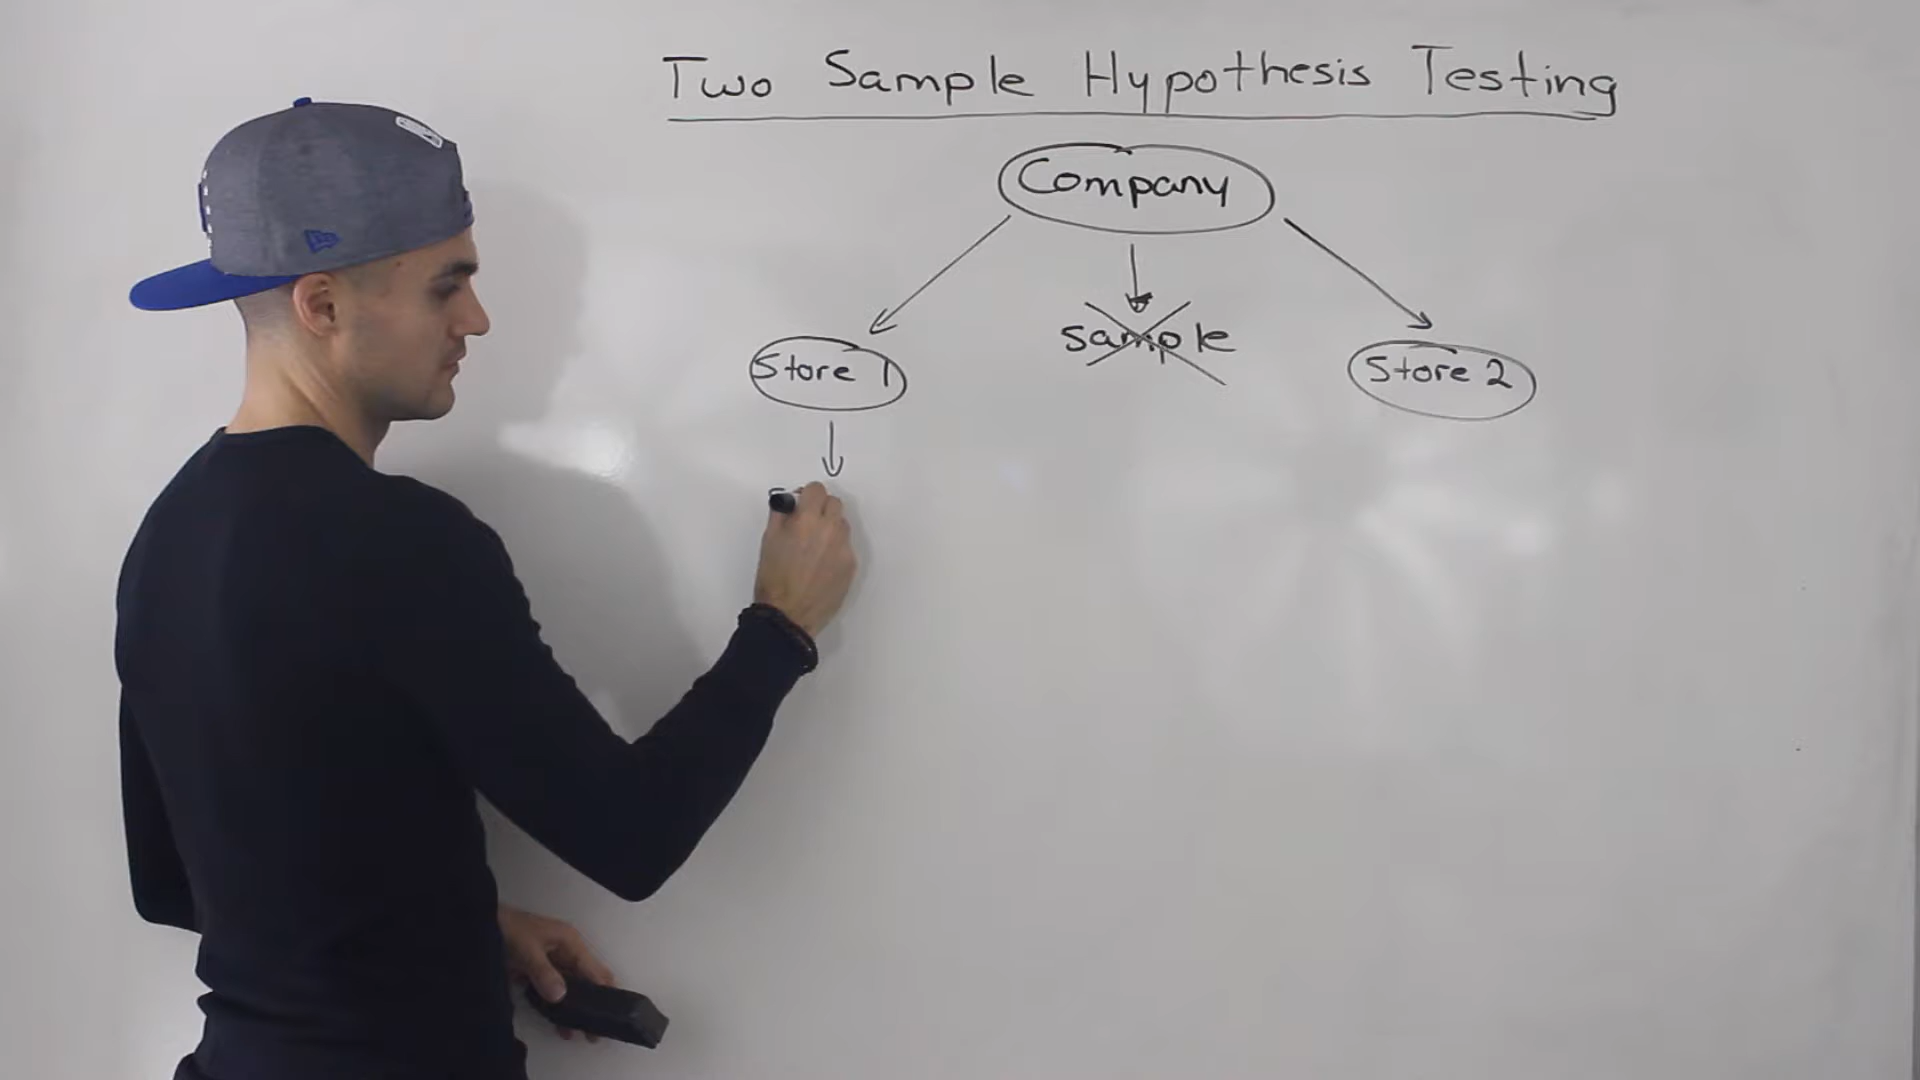 Two Sample Hypothesis Testing
Company
sample
Store 1
Store 2